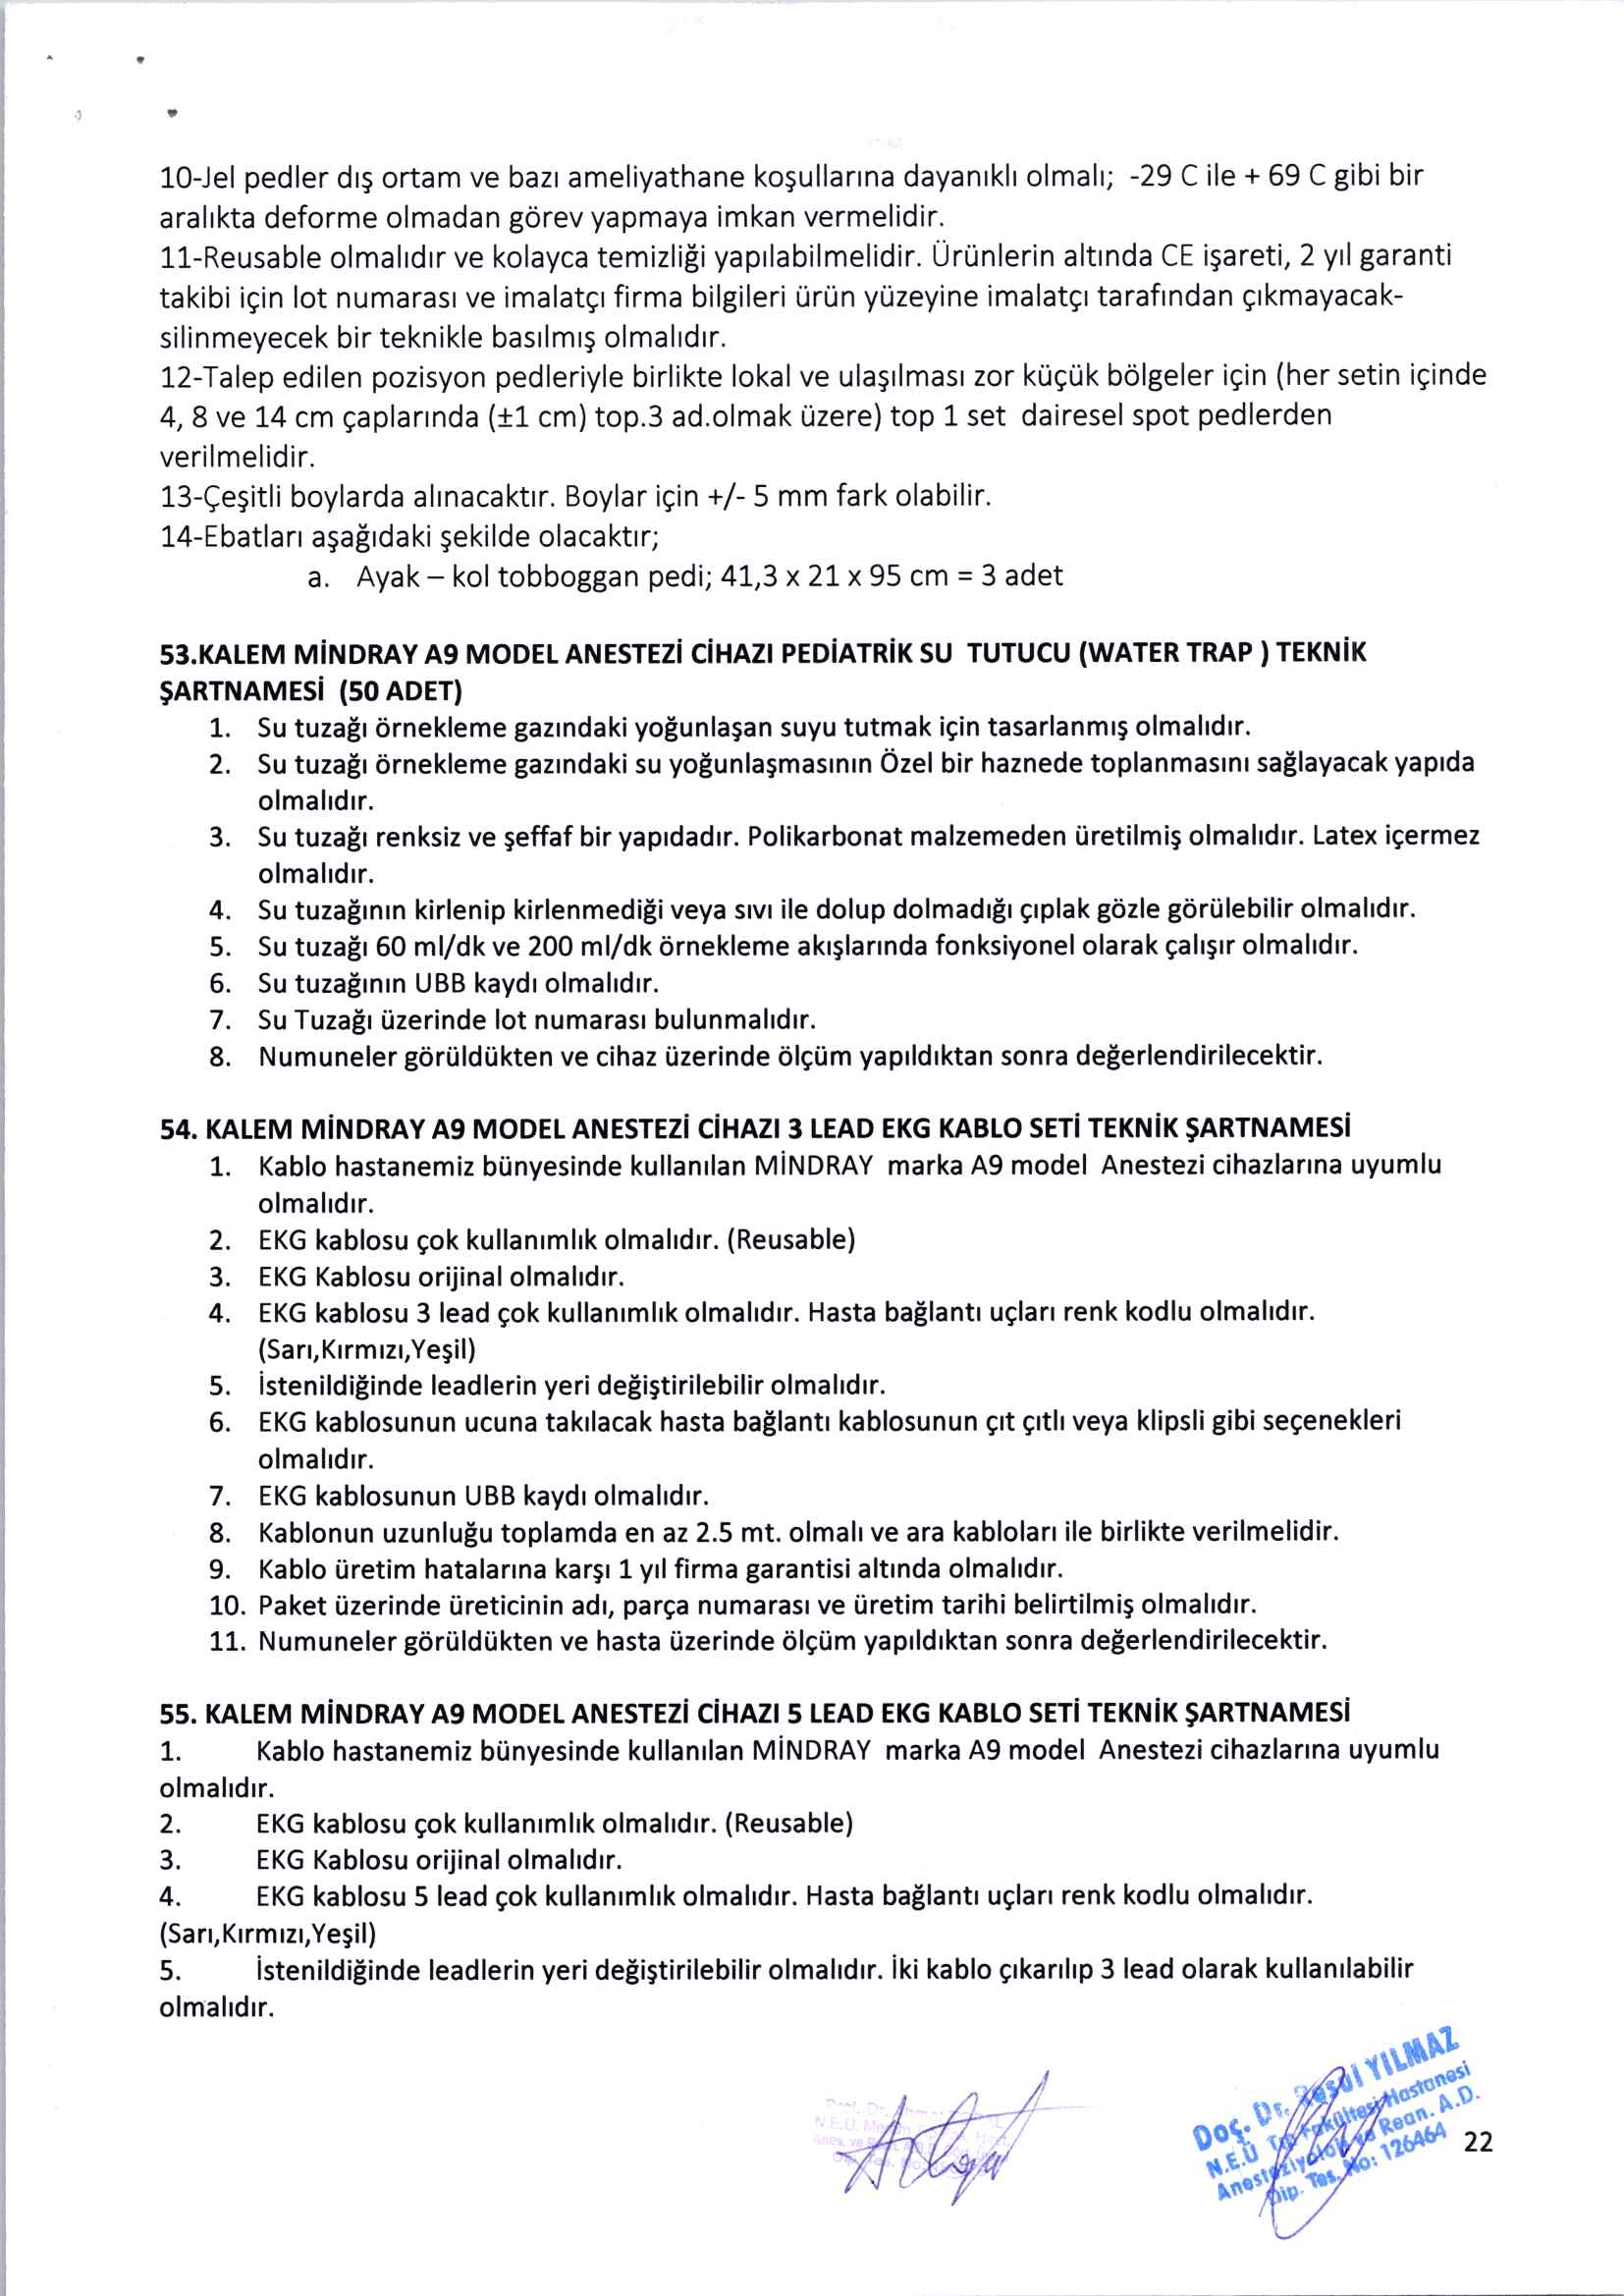 10-Jel pedler dış ortam ve bazı ameliyathane koşullarına dayanıklı olmalı; -29 C ile + 69 C gibi bir
aralıkta deforme olmadan görev yapmaya imkan vermelidir.
11-Reusable olmalıdır ve kolayca temizliği yapılabilmelidir. Ürünlerin altında CE işareti, 2 yıl garanti
takibi için lot numarası ve imalatçı firma bilgileri ürün yüzeyine imalatçı tarafından çıkmayacak-
silinmeyecek bir teknikle basılmış olmalıdır.
12-Talep edilen pozisyon pedleriyle birlikte lokal ve ulaşılması zor küçük bölgeler için (her setin içinde
4, 8 ve 14 cm çaplarında (±1 cm) top.3 ad.olmak üzere) top 1 set dairesel spot pedlerden
verilmelidir.
13-Çeşitli boylarda alınacaktır. Boylar için +/- 5 mm fark olabilir.
14-Ebatları aşağıdaki şekilde olacaktır;
a. Ayak – kol tobboggan pedi; 41,3 x 21 x 95 cm = 3 adet
53.KALEM MİNDRAY A9 MODEL ANESTEZİ CİHAZI PEDİATRİK SU TUTUCU (WATER TRAP ) TEKNİK
ŞARTNAMESİ (50 ADET)
1. Su tuzağı örnekleme gazındaki yoğunlaşan suyu tutmak için tasarlanmış olmalıdır.
2. Su tuzağı örnekleme gazındaki su yoğunlaşmasının Özel bir haznede toplanmasını sağlayacak yapıda
olmalıdır.
3. Su tuzağı renksiz ve şeffaf bir yapıdadır. Polikarbonat malzemeden üretilmiş olmalıdır. Latex içermez
olmalıdır.
4. Su tuzağının kirlenip kirlenmediği veya sıvı ile dolup dolmadığı çıplak gözle görülebilir olmalıdır.
5. Su tuzağı 60 ml/dk ve 200 ml/dk örnekleme akışlarında fonksiyonel olarak çalışır olmalıdır.
6. Su tuzağının UBB kaydı olmalıdır.
7. Su Tuzağı üzerinde lot numarası bulunmalıdır.
8. Numuneler görüldükten ve cihaz üzerinde ölçüm yapıldıktan sonra değerlendirilecektir.
54. KALEM MİNDRAY A9 MODEL ANESTEZİ CİHAZI 3 LEAD EKG KABLO SETİ TEKNİK ŞARTNAMESİ
1. Kablo hastanemiz bünyesinde kullanılan MİNDRAY marka A9 model Anestezi cihazlarına uyumlu
olmalıdır.
2. EKG kablosu çok kullanımlık olmalıdır. (Reusable)
3. EKG Kablosu orijinal olmalıdır.
4. EKG kablosu 3 lead çok kullanımlık olmalıdır. Hasta bağlantı uçları renk kodlu olmalıdır.
(Sarı,Kırmızı,Yeşil)
5. İstenildiğinde leadlerin yeri değiştirilebilir olmalıdır.
6. EKG kablosunun ucuna takılacak hasta bağlantı kablosunun çıt çıtlı veya klipsli gibi seçenekleri
olmalıdır.
7. EKG kablosunun UBB kaydı olmalıdır.
8. Kablonun uzunluğu toplamda en az 2.5 mt. olmalı ve ara kabloları ile birlikte verilmelidir.
9. Kablo üretim hatalarına karşı 1 yıl firma garantisi altında olmalıdır.
10. Paket üzerinde üreticinin adı, parça numarası ve üretim tarihi belirtilmiş olmalıdır.
11. Numuneler görüldükten ve hasta üzerinde ölçüm yapıldıktan sonra değerlendirilecektir.
55. KALEM MİNDRAY A9 MODEL ANESTEZİ CİHAZI 5 LEAD EKG KABLO SETİ TEKNİK ŞARTNAMESİ
1. Kablo hastanemiz bünyesinde kullanılan MİNDRAY marka A9 model Anestezi cihazlarına uyumlu
olmalıdır.
2. EKG kablosu çok kullanımlık olmalıdır. (Reusable)
3. EKG Kablosu orijinal olmalıdır.
4. EKG kablosu 5 lead çok kullanımlık olmalıdır. Hasta bağlantı uçları renk kodlu olmalıdır.
(Sarı,Kırmızı,Yeşil)
5. İstenildiğinde leadlerin yeri değiştirilebilir olmalıdır. İki kablo çıkarılıp 3 lead olarak kullanılabilir
olmalıdır.
Doç. Dr. Resul YILMAZ
N.E.Ü Tıp Fakültesi Hastanesi
Anesteziyoloji ve Rean. A.D.
Dip. Tes. No: 126464
22